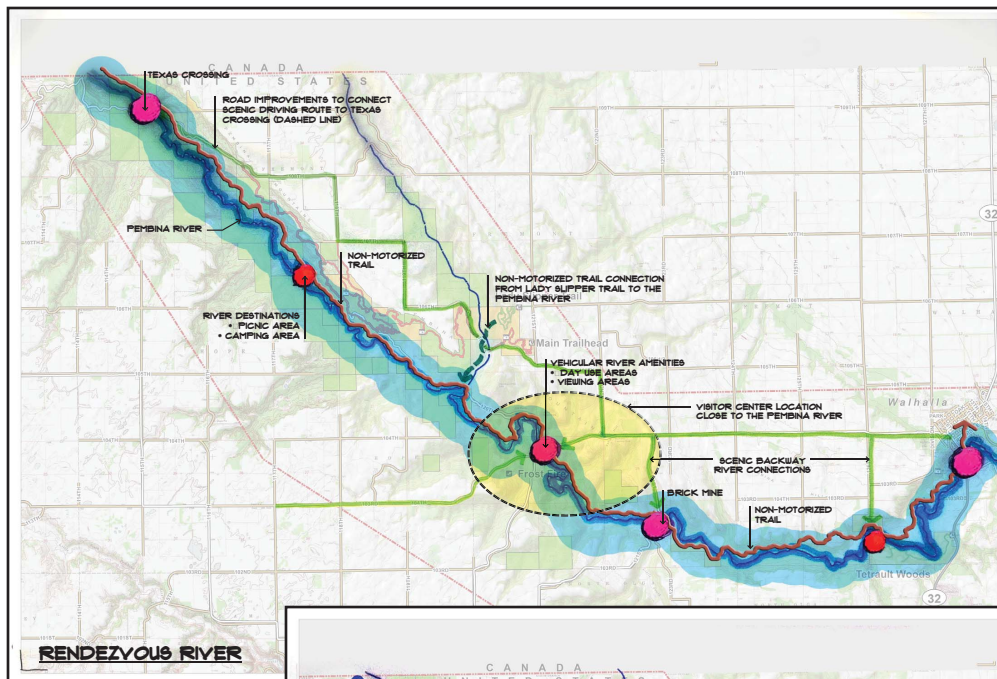 CANADA
UNITED STATES
TEXAS CROSSING
ROAD IMPROVEMENTS TO CONNECT
SCENIC DRIVING ROUTE TO TEXAS
CROSSING (DASHED LINE)
32
PEMBINA RIVER
NON-MOTORIZED
TRAIL
NON-MOTORIZED TRAIL CONNECTION
FROM LADY SLIPPER TRAIL TO THE
PEMBINA RIVER
RIVER DESTINATIONS
• PICNIC AREA
• CAMPING AREA
Main Trailhead
VEHICULAR RIVER AMENITIES
• DAY USE AREAS
• VIEWING AREAS
Walhalla
VISITOR CENTER LOCATION
CLOSE TO THE PEMBINA RIVER
SCENIC BACKWAY
RIVER CONNECTIONS
BRICK MINE
NON-MOTORIZED
TRAIL
Tetrault Woods
32
RENDEZVOUS RIVER
CANADA